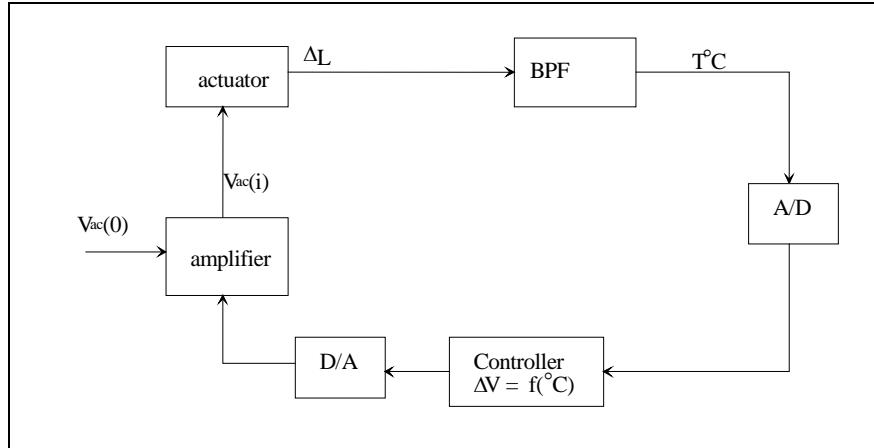 ΔL
T°C
actuator
BPF
Vac(i)
A/D
Vac(0)
amplifier
D/A
Controller
ΔV = f(°C)